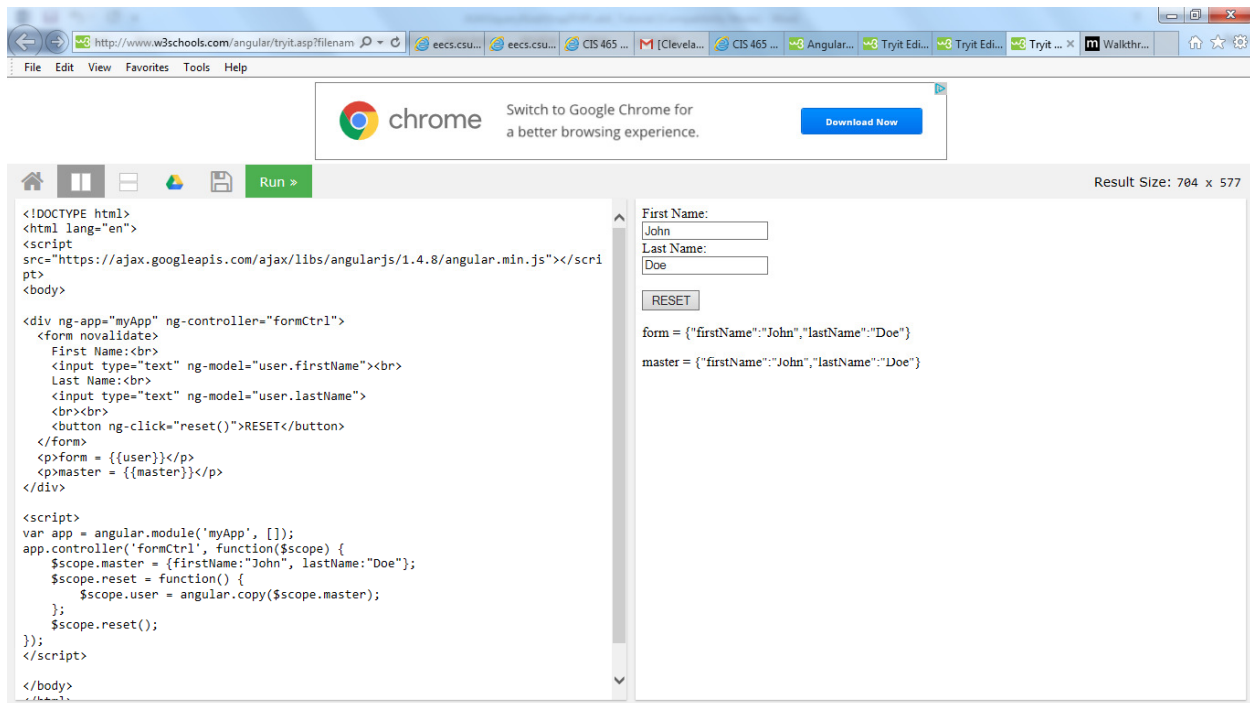 http://www.w3schools.com/angular/tryit.asp?filenam
eecs.csu...
eecs.csu...
CIS 465 ...
[Clevela...
CIS 465 ...
Angular...
Tryit Edi...
Tryit Edi...
Tryit ...
Walkthr...
File Edit View Favorites Tools Help
chrome
Switch to Google Chrome for
a better browsing experience.
Download Now
Run »
Result Size: 704 x 577
<!DOCTYPE html>
<html lang="en">
<script
src="https://ajax.googleapis.com/ajax/libs/angularjs/1.4.8/angular.min.js"></scri
pt>
<body>
<div ng-app="myApp" ng-controller="formCtrl">
<form novalidate>
First Name:<br>
<input type="text" ng-model="user.firstName"><br>
Last Name:<br>
<input type="text" ng-model="user.lastName">
<br><br>
<button ng-click="reset()">RESET</button>
</form>
<p>form = {{user}}</p>
<p>master = {{master}}</p>
</div>
<script>
var app = angular.module('myApp', []);
app.controller('formCtrl', function($scope) {
$scope.master = {firstName:"John", lastName:"Doe"};
$scope.reset = function() {
$scope.user = angular.copy($scope.master);
};
$scope.reset();
});
</script>
</body>
</html>
First Name:
John
Last Name:
Doe
RESET
form = {"firstName":"John","lastName":"Doe"}
master = {"firstName":"John","lastName":"Doe"}